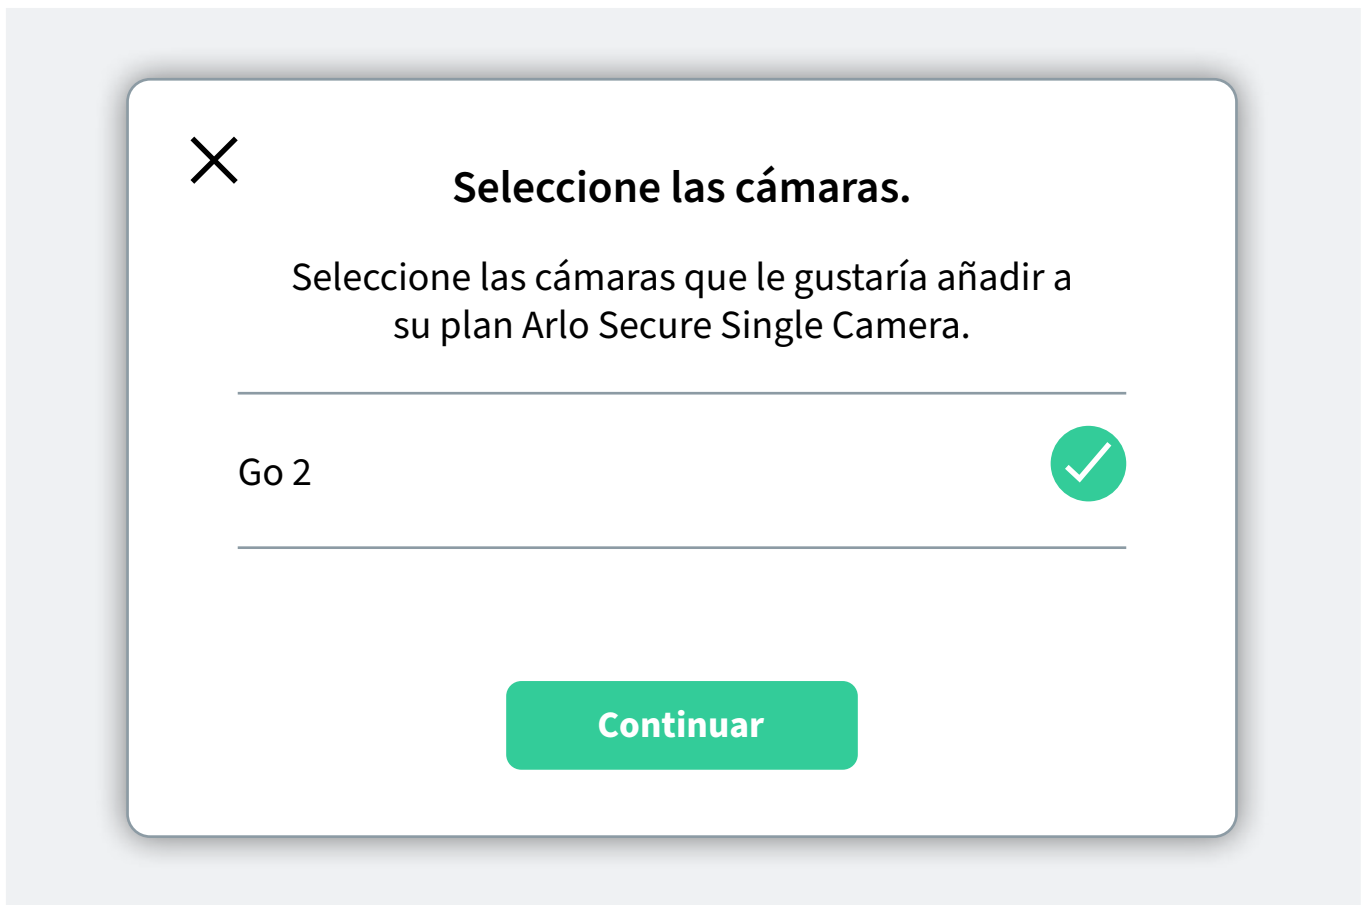 Seleccione las cámaras.
Seleccione las cámaras que le gustaría añadir a
su plan Arlo Secure Single Camera.
Go 2
Continuar